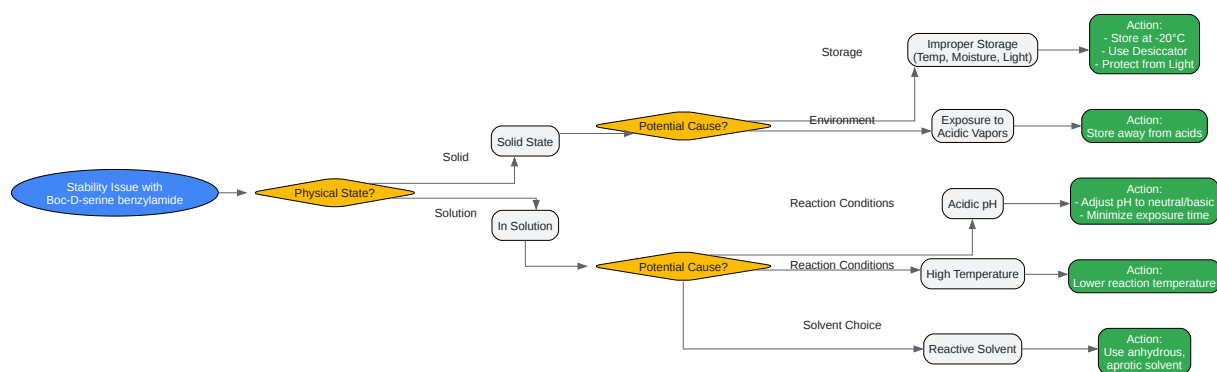 Stability Issue with
Boc-D-serine benzylamide
Physical State?
Solid
Solid State
Potential Cause?
Storage
Improper Storage
(Temp, Moisture, Light)
Action:
- Store at -20°C
- Use Desiccator
- Protect from Light
Environment
Exposure to
Acidic Vapors
Action:
Store away from acids
Solution
In Solution
Potential Cause?
Reaction Conditions
Acidic pH
Action:
- Adjust pH to neutral/basic
- Minimize exposure time
Reaction Conditions
High Temperature
Action:
Lower reaction temperature
Solvent Choice
Reactive Solvent
Action:
Use anhydrous,
aprotic solvent